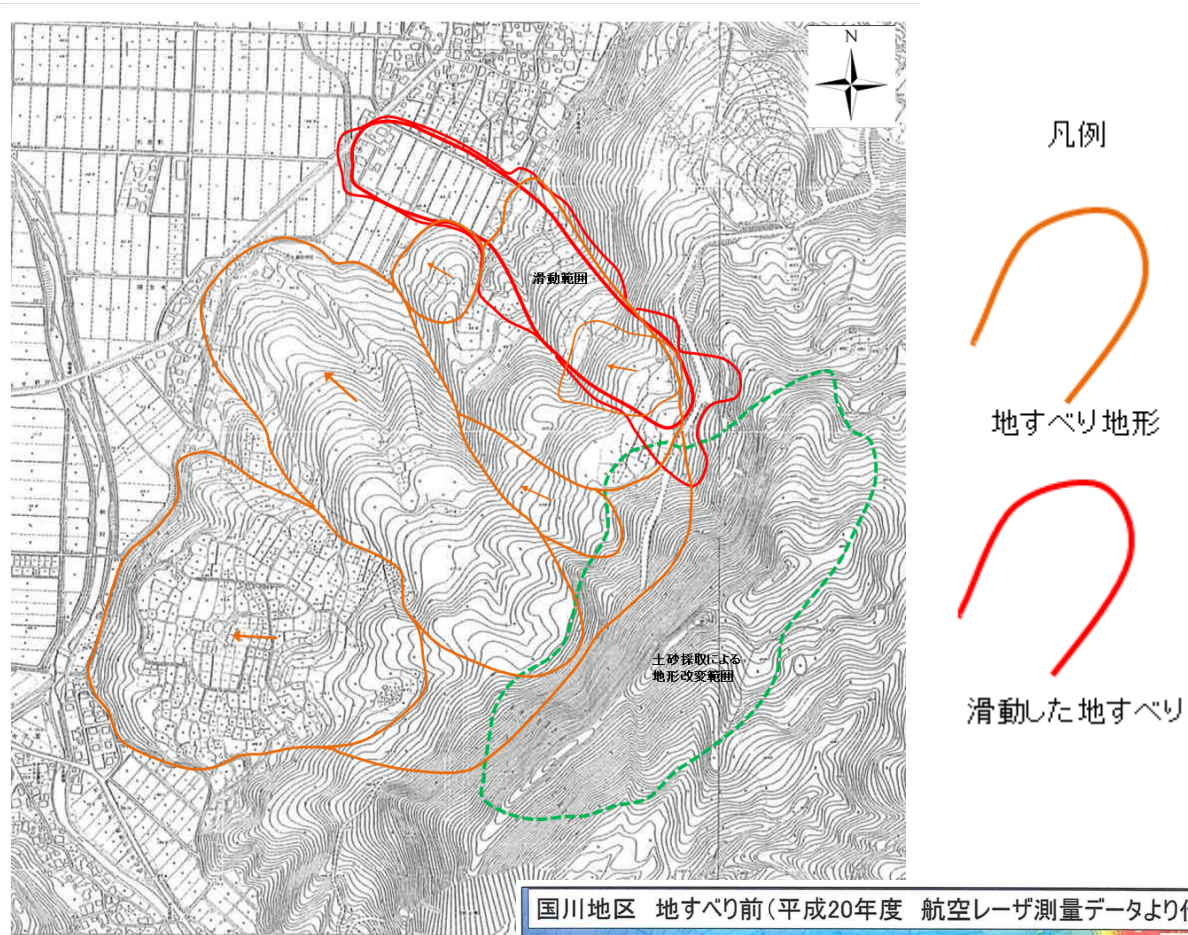 N
凡例
滑動範囲
地すべり地形
土砂採取による
地形改変範囲
滑動した地すべり
国川地区 地すべり前(平成20年度 航空レーザ測量データより